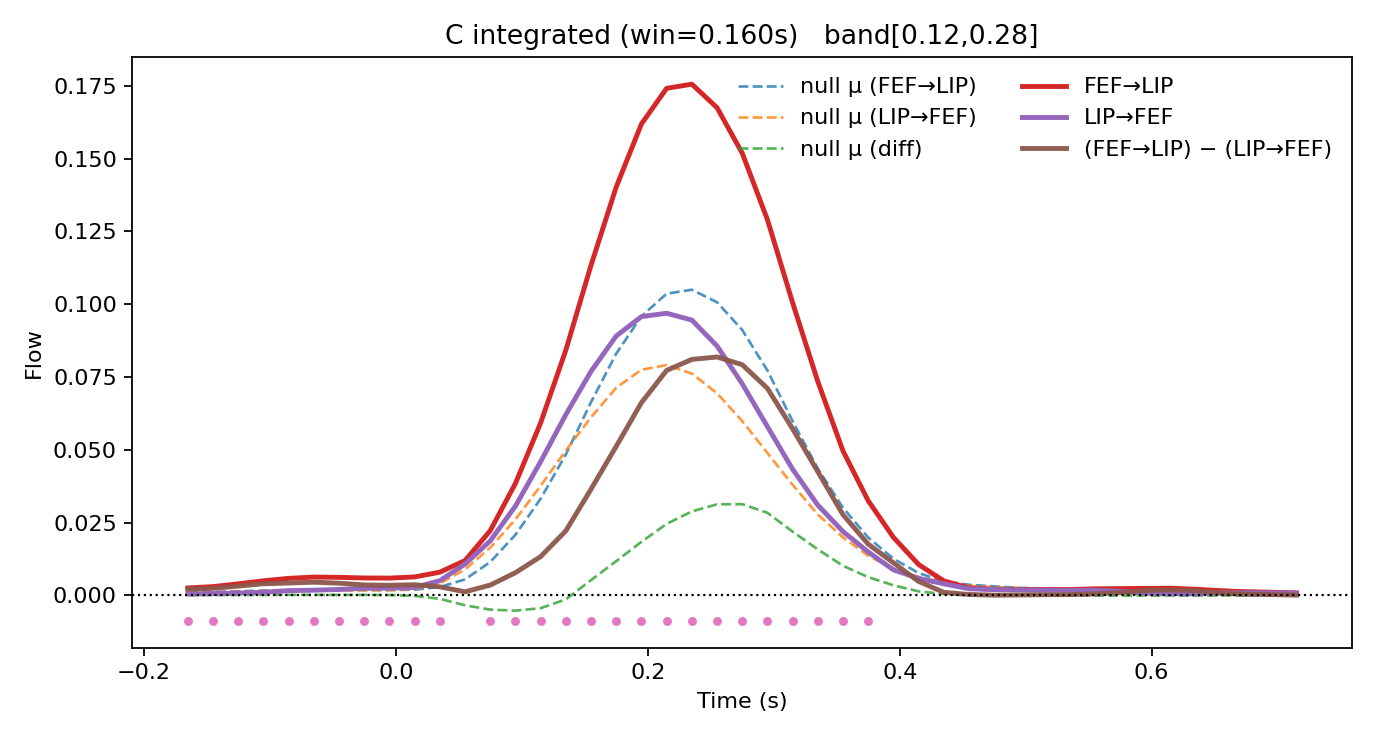 C integrated (win=0.160s)   band[0.12,0.28]
null μ (FEF→LIP)
null μ (LIP→FEF)
null μ (diff)
FEF→LIP
LIP→FEF
(FEF→LIP) − (LIP→FEF)
Flow
0.175
0.150
0.125
0.100
0.075
0.050
0.025
0.000
−0.2
0.0
0.2
0.4
0.6
Time (s)